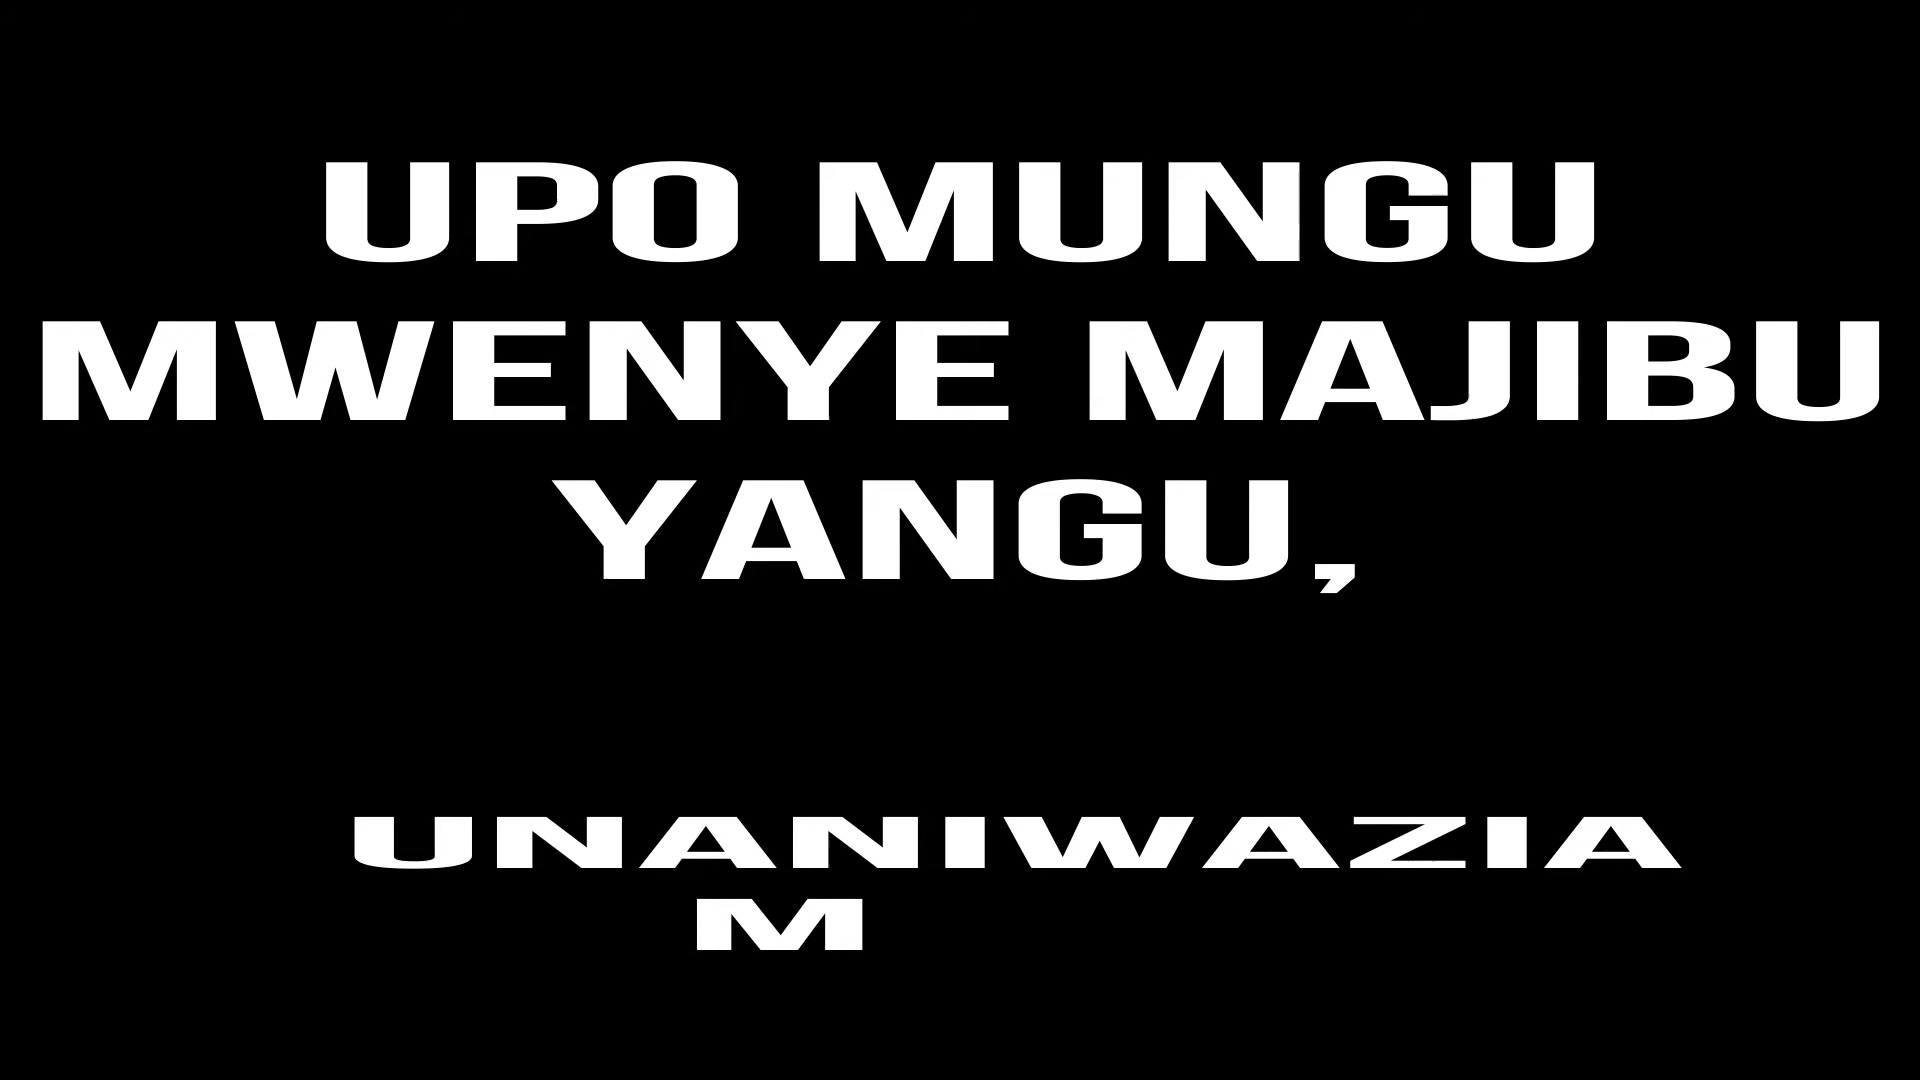 UPO MUNGU
MWENYE MAJIBU
YANGU,
UNANIWAZIA
M